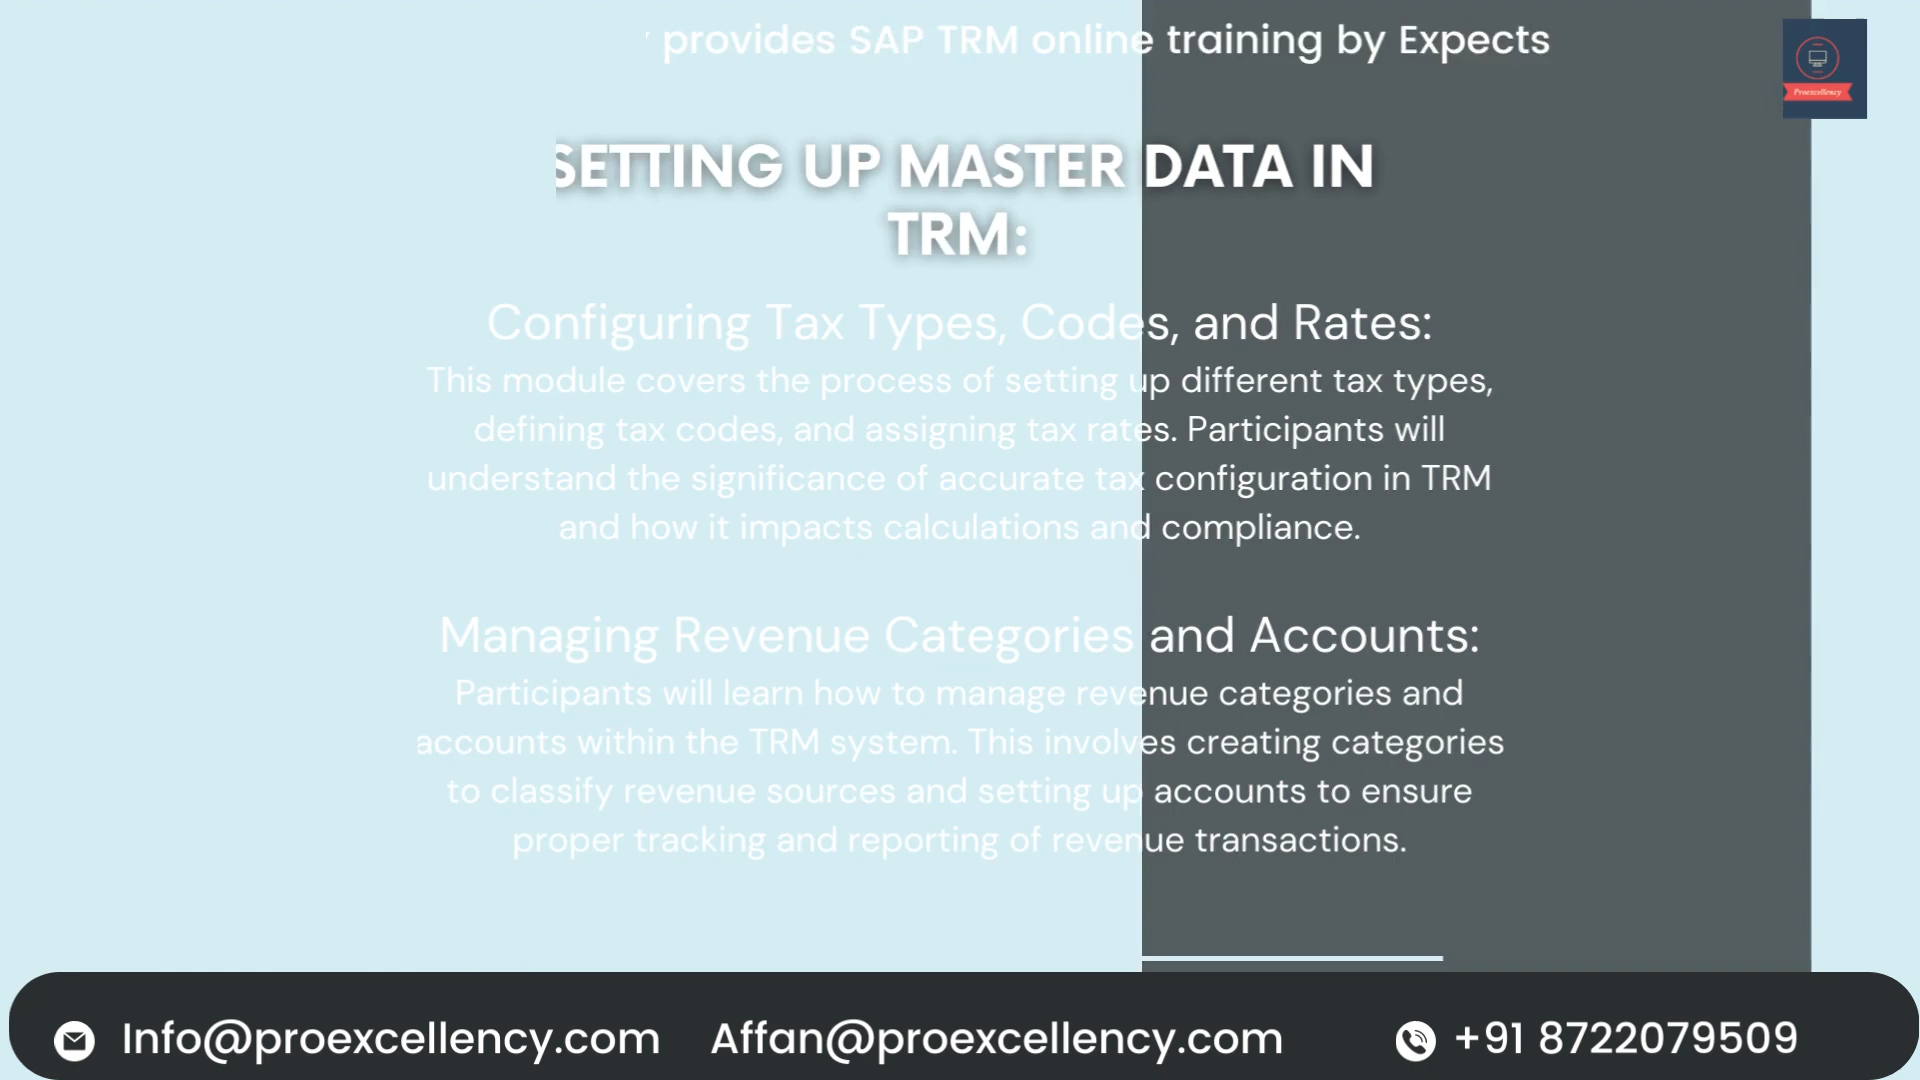 provides SAP TRM online training by Expects
Proexcellency
SETTING UP MASTER DATA IN
TRM:
Configuring Tax Types, Codes, and Rates:
This module covers the process of setting up different tax types,
defining tax codes, and assigning tax rates. Participants will
understand the significance of accurate tax configuration in TRM
and how it impacts calculations and compliance.
Managing Revenue Categories and Accounts:
Participants will learn how to manage revenue categories and
accounts within the TRM system. This involves creating categories
to classify revenue sources and setting up accounts to ensure
proper tracking and reporting of revenue transactions.
Info@proexcellency.com Affan@proexcellency.com +91 8722079509